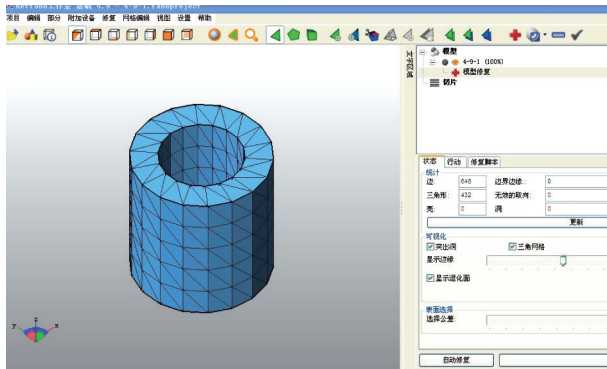 项目 编辑 部分 附加设备 修复 网格编辑 视图 设置 帮助
文字区域
模型
4-9-1 (100%)
模型修复
切片
状态 行动 修复脚本
统计
边: 648 边界边缘: 0
三角形: 432 无效的取向: 0
亮: 0 洞 0
更新
可视化
突出洞 三角网格
显示边缘
显示退化面
表面选择
选择公差:
自动修复
z
y x